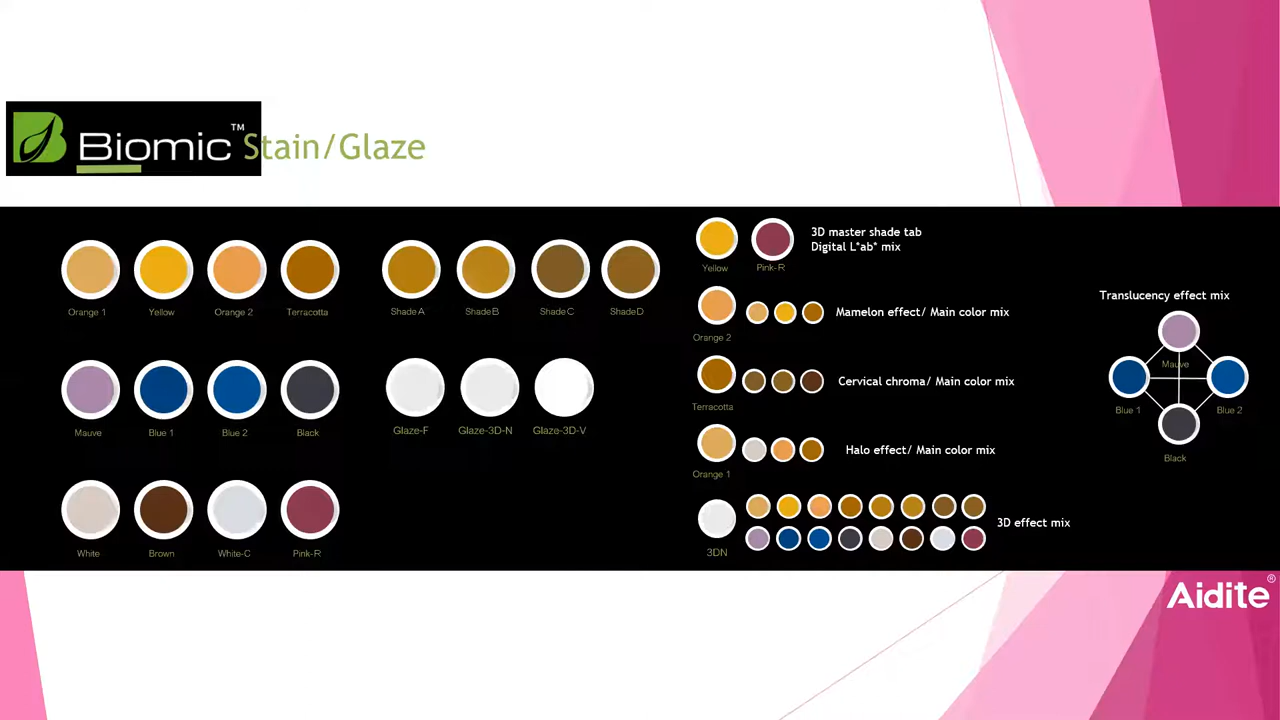 Biomic™ Stain/Glaze
Orange 1 Yellow Orange 2 Terracotta
Shade A Shade B Shade C Shade D
Mauve Blue 1 Blue 2 Black
Glaze-F Glaze-3D-N Glaze-3D-V
White Brown White-C Pink-R
Yellow Pink-R
3D master shade tab
Digital L*ab* mix
Orange 2
Mamelon effect/ Main color mix
Terracotta
Cervical chroma/ Main color mix
Orange 1
Halo effect/ Main color mix
3DN
3D effect mix
Translucency effect mix
Mauve
Blue 1 Blue 2
Black
Aidite®